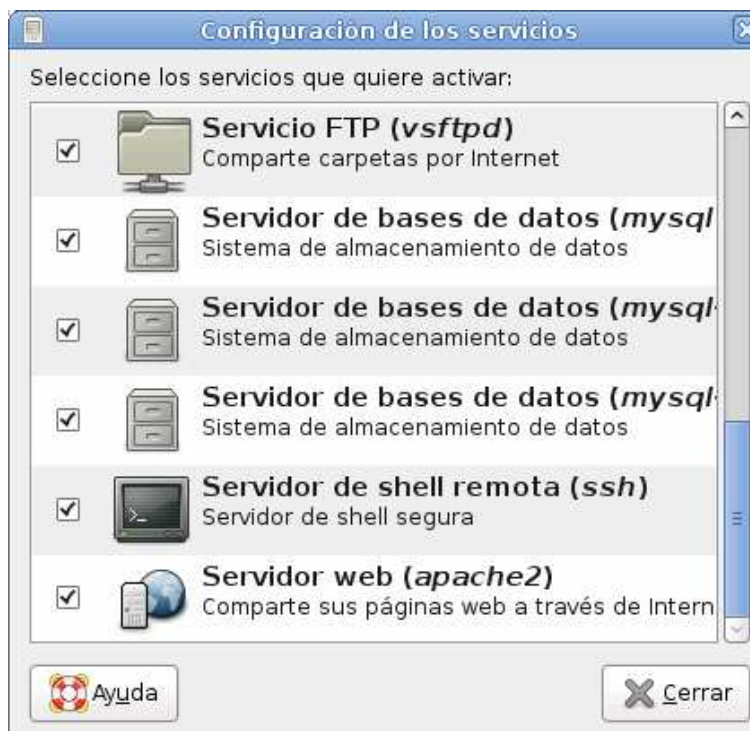 Configuración de los servicios
Seleccione los servicios que quiere activar:
Servicio FTP (vsftpd)
Comparte carpetas por Internet
Servidor de bases de datos (mysql
Sistema de almacenamiento de datos
Servidor de bases de datos (mysql-
Sistema de almacenamiento de datos
Servidor de bases de datos (mysql-
Sistema de almacenamiento de datos
Servidor de shell remota (ssh)
Servidor de shell segura
Servidor web (apache2)
Comparte sus páginas web a través de Intern
Ayuda
Cerrar